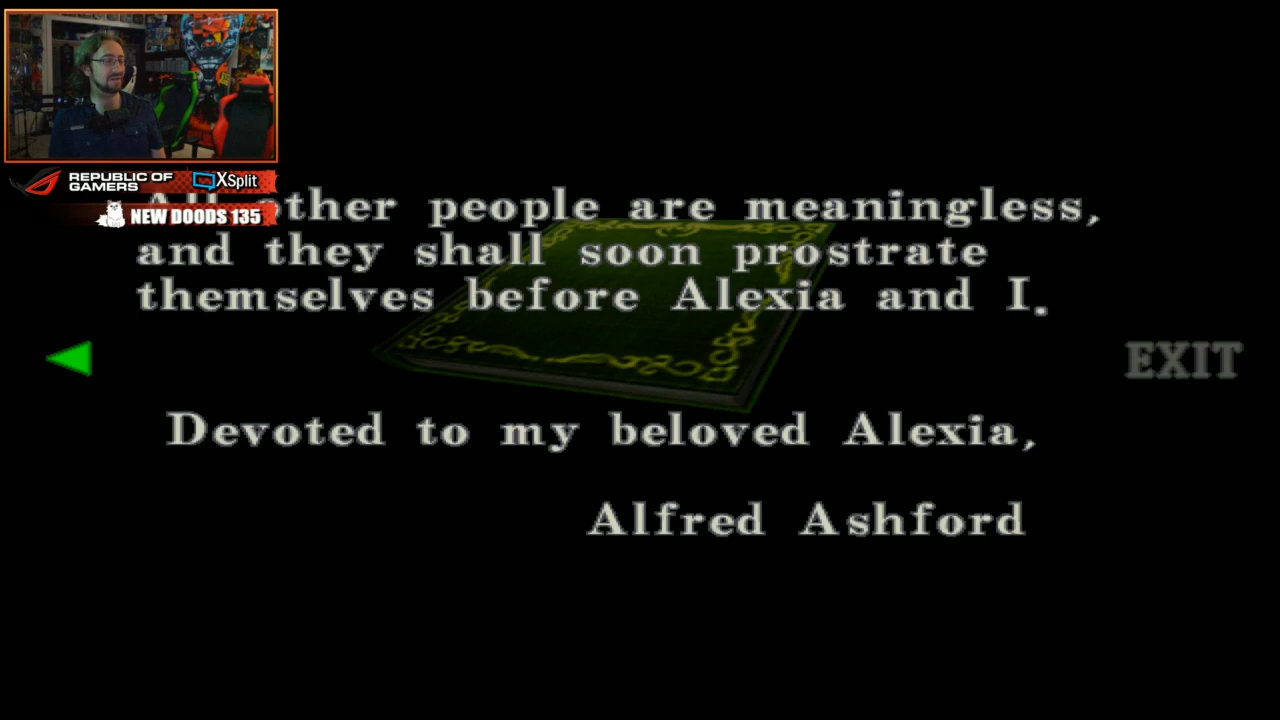 REPUBLIC OF
GAMERS
XSplit
NEW DOODS 135
All other people are meaningless,
and they shall soon prostrate
themselves before Alexia and I.
EXIT
Devoted to my beloved Alexia,
Alfred Ashford